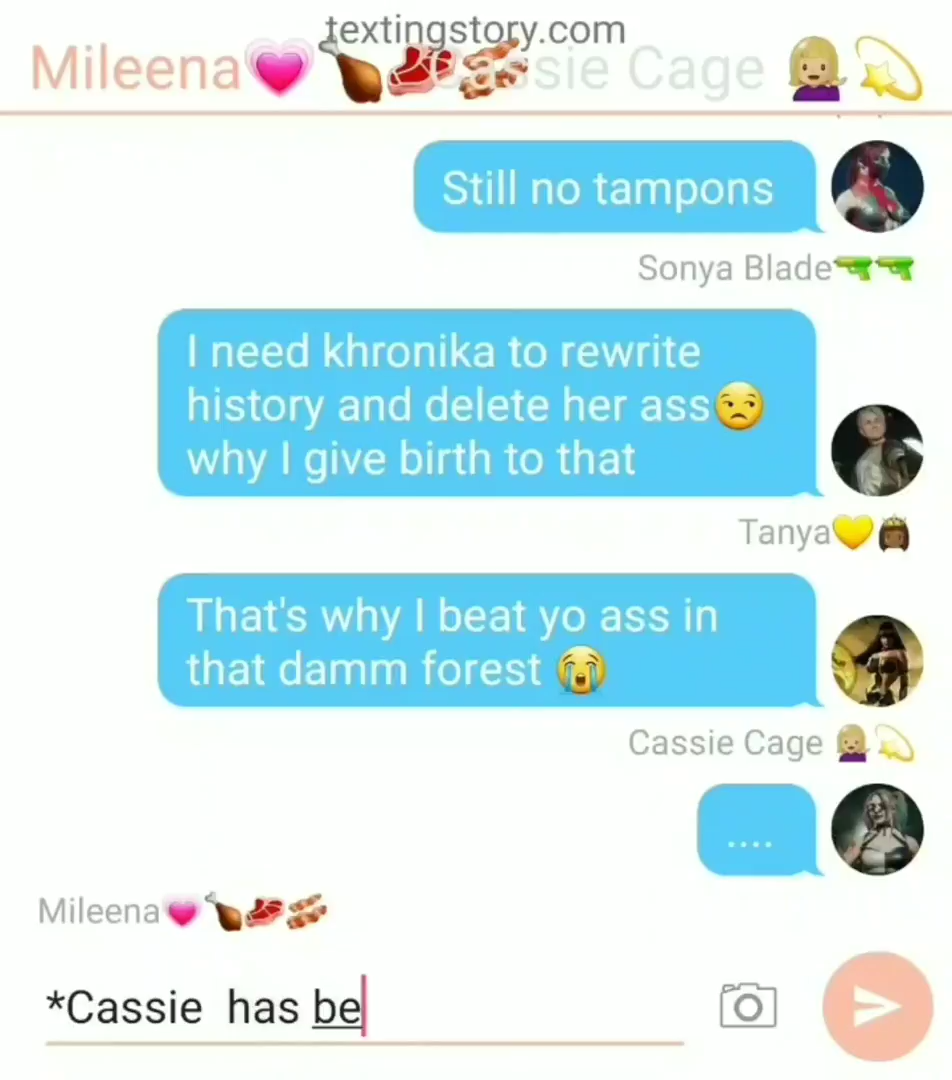 textingstory.com
Mileena💗🍗🥩🥓 Cassie Cage 💁🏼‍♀️💫
Still no tampons
Sonya Blade🔫🔫
I need khronika to rewrite
history and delete her ass😒
why I give birth to that
Tanya💛👸🏾
That's why I beat yo ass in
that damm forest 😭
Cassie Cage 💁🏼‍♀️💫
....
Mileena💗🍗🥩🥓
*Cassie  has be